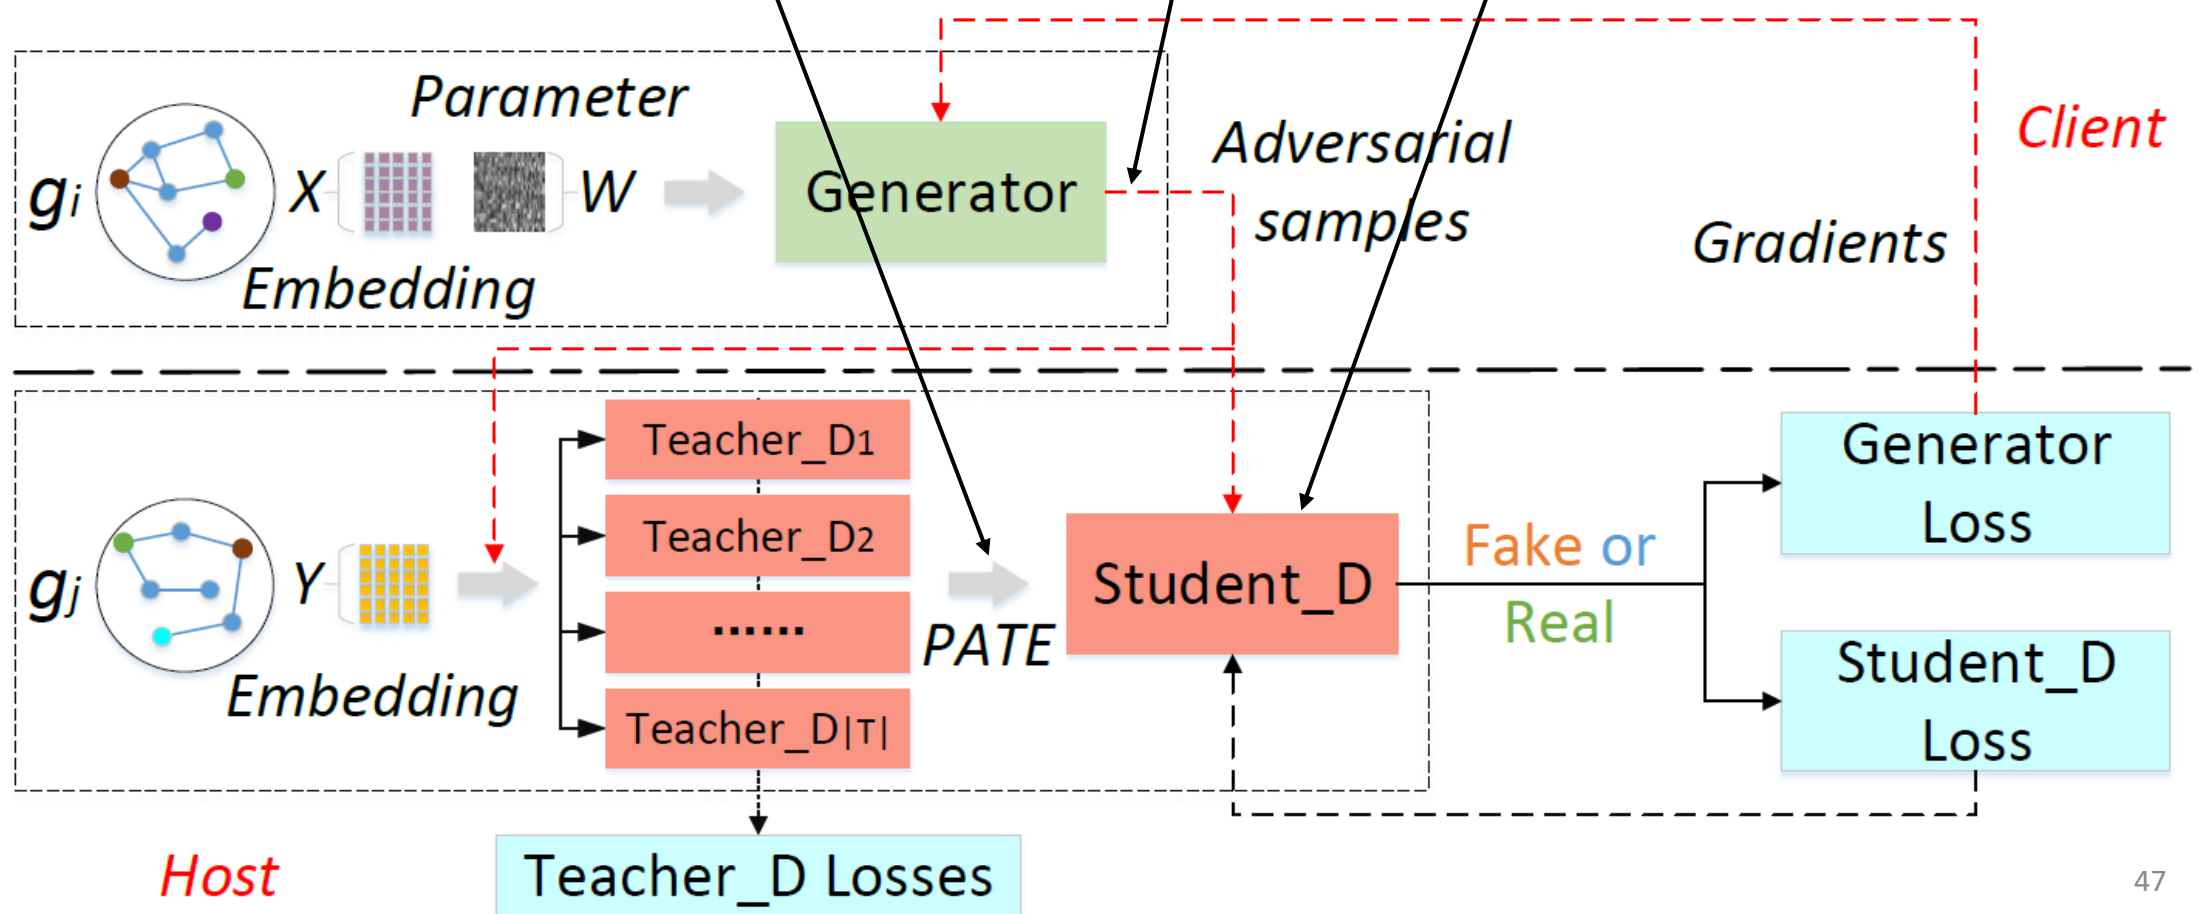 Parameter
Client
gi
X
W
Generator
Adversarial
samples
Gradients
Embedding
Teacher_D1
Generator
Loss
Teacher_D2
gj
Y
......
PATE
Student_D
Fake or
Real
Embedding
Teacher_D|T|
Student_D
Loss
Host
Teacher_D Losses
47